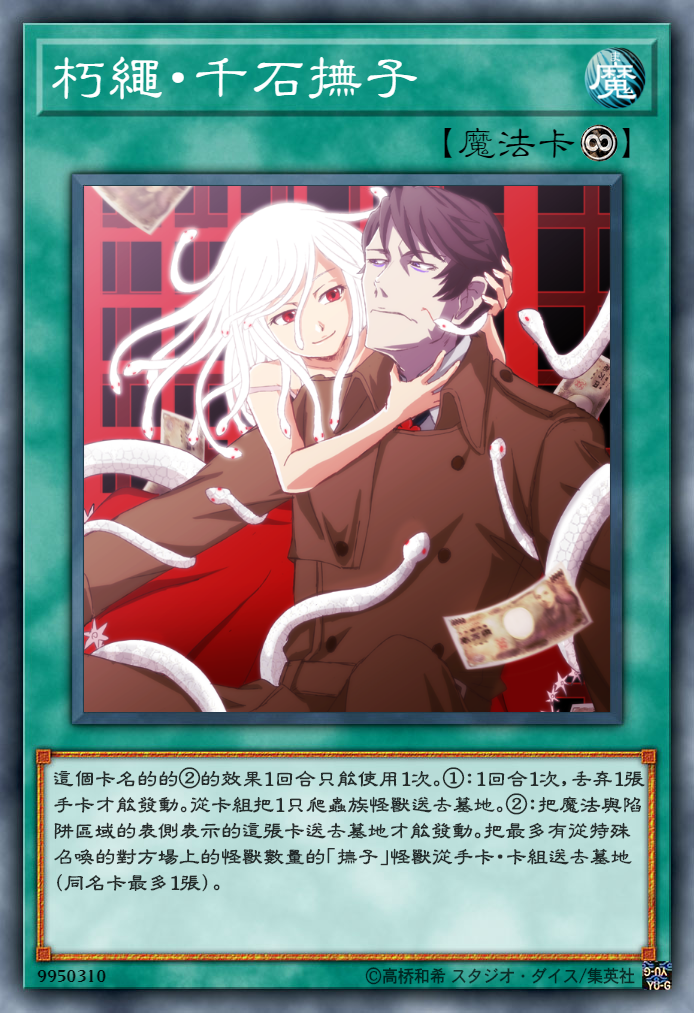 朽繩・千石撫子
魔
【魔法卡】
這個卡名的的②的效果1回合只能使用1次。①：1回合1次，丟弃1張
手卡才能發動。從卡組把1只爬蟲族怪獸送去墓地。②：把魔法與陷
阱區域的表側表示的這張卡送去墓地才能發動。把最多有從特殊
召喚的對方場上的怪獸數量的「撫子」怪獸從手卡・卡組送去墓地
（同名卡最多1張）。
9950310
©高桥和希 スタジオ・ダイス/集英社